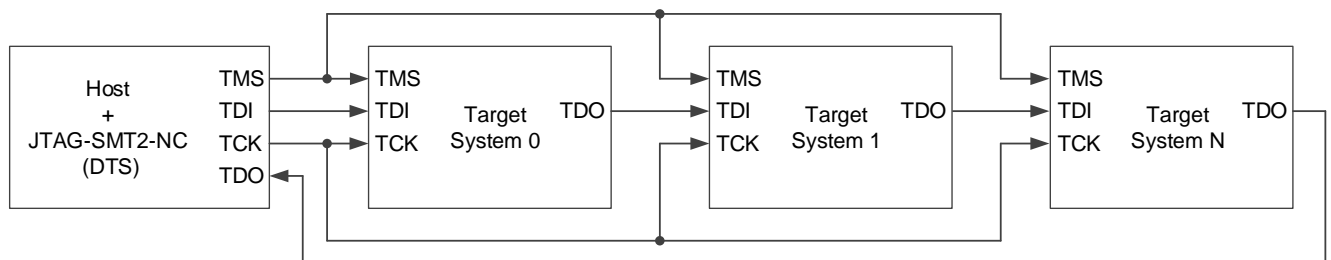 Host
+
JTAG-SMT2-NC
(DTS)
TMS
TDI
TCK
TDO
TMS
TDI
TCK
Target
System 0
TDO
TMS
TDI
TCK
Target
System 1
TDO
TMS
TDI
TCK
Target
System N
TDO